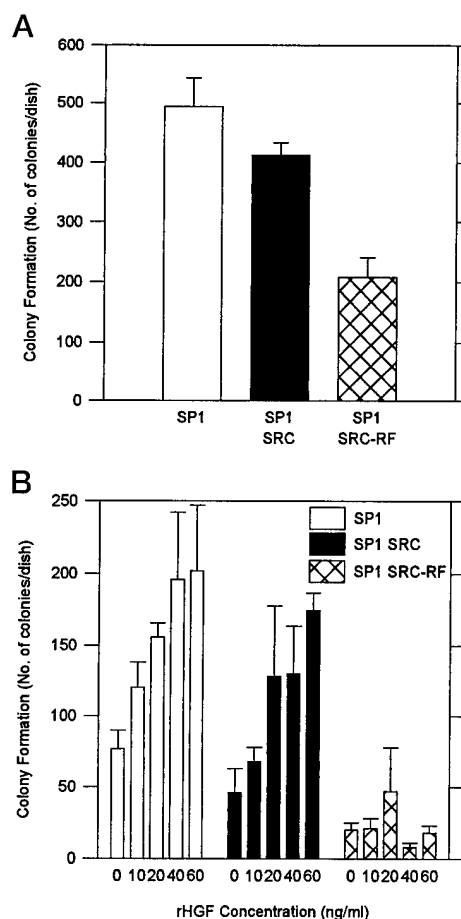 A
Colony Formation (No. of colonies/dish)
600
500
400
300
200
100
0
SP1
SP1
SRC
SP1
SRC-RF
B
Colony Formation (No. of colonies/dish)
250
200
150
100
50
0
SP1
SP1 SRC
SP1 SRC-RF
0 10 20 40 60 0 10 20 40 60 0 10 20 40 60
rHGF Concentration (ng/ml)